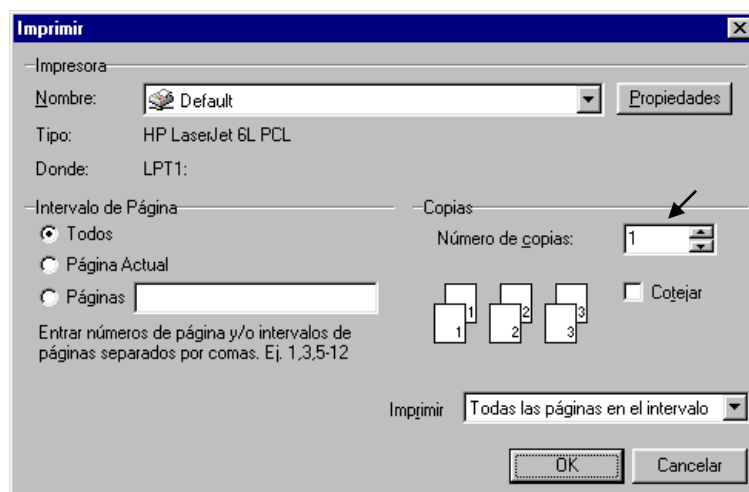 Imprimir
Impresora
Nombre: Default Propiedades
Tipo: HP LaserJet 6L PCL
Donde: LPT1:
Intervalo de Página
Todos
Página Actual
Páginas
Entrar números de página y/o intervalos de
páginas separados por comas. Ej. 1,3,5-12
Copias
Número de copias: 1
1 1 2 2 3 3
Cotejar
Imprimir Todas las páginas en el intervalo
OK Cancelar